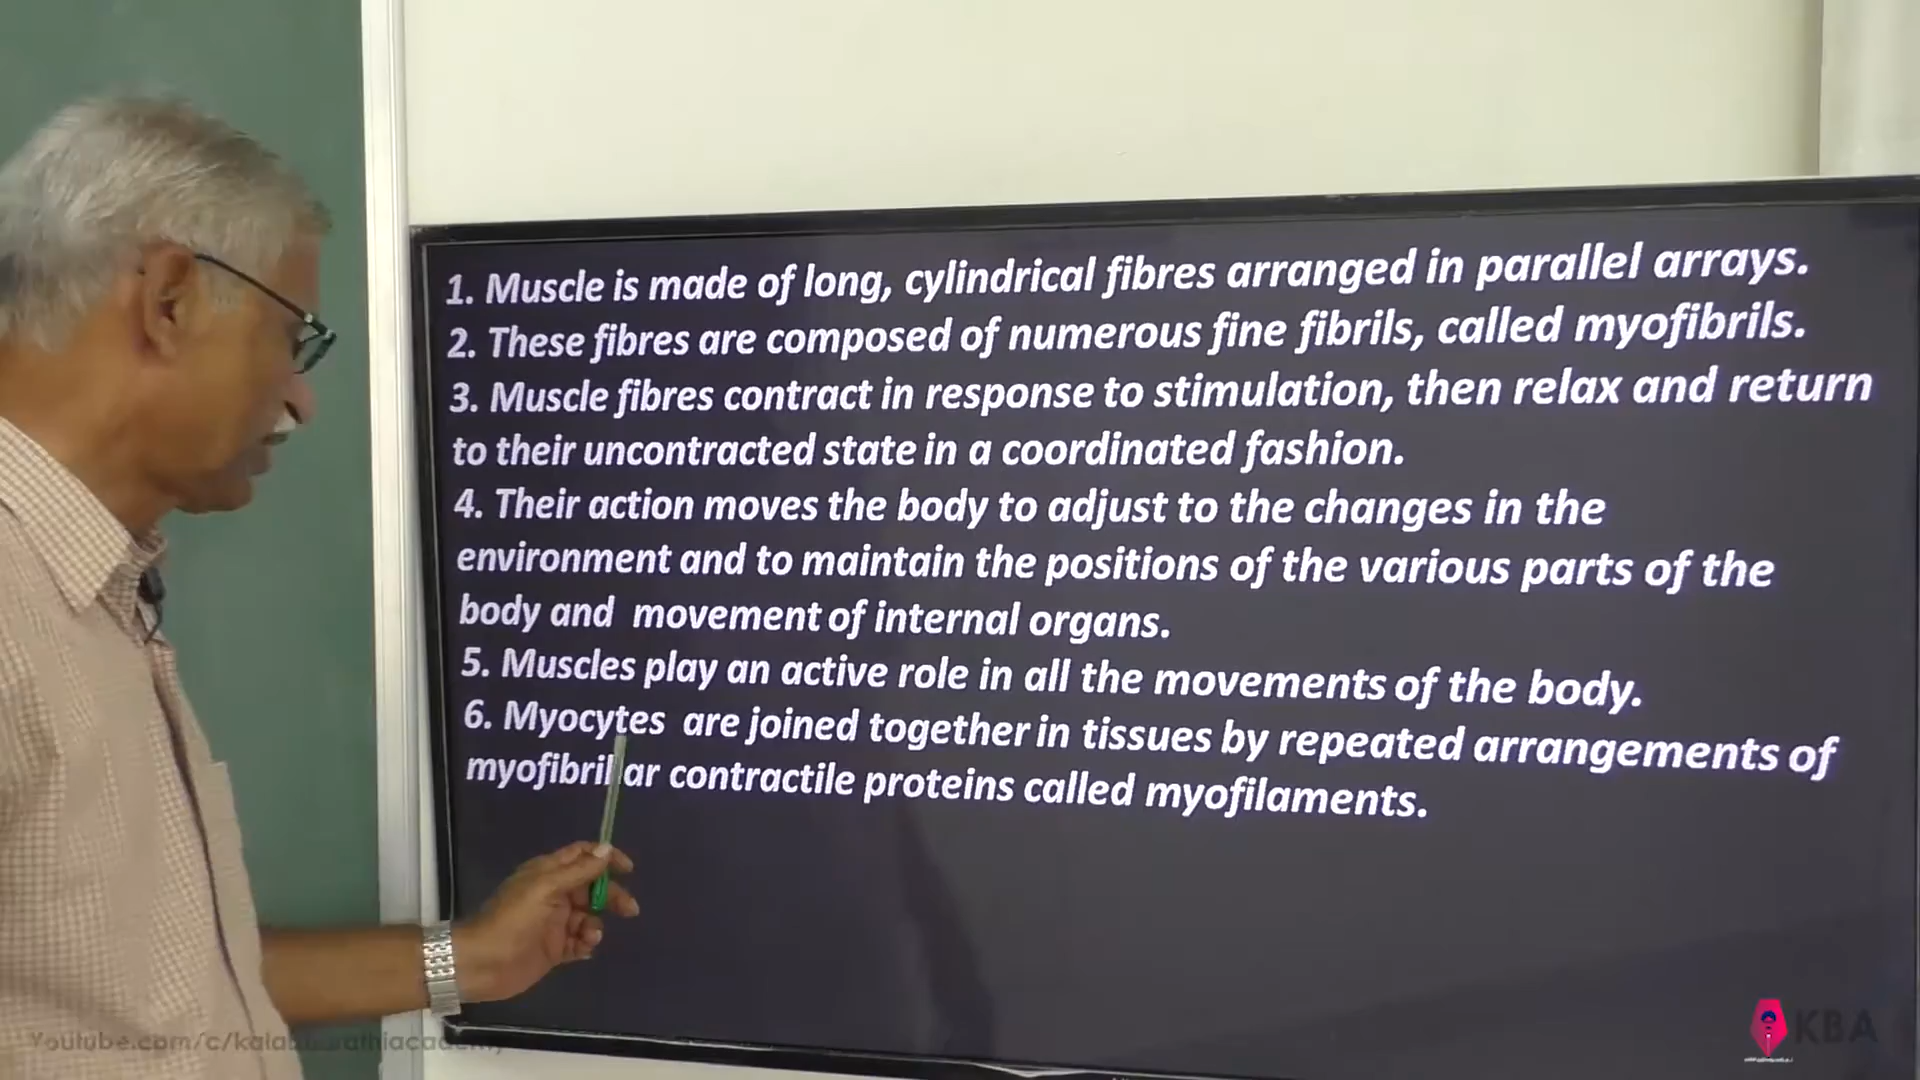 1. Muscle is made of long, cylindrical fibres arranged in parallel arrays.
2. These fibres are composed of numerous fine fibrils, called myofibrils.
3. Muscle fibres contract in response to stimulation, then relax and return
to their uncontracted state in a coordinated fashion.
4. Their action moves the body to adjust to the changes in the
environment and to maintain the positions of the various parts of the
body and movement of internal organs.
5. Muscles play an active role in all the movements of the body.
6. Myocytes are joined together in tissues by repeated arrangements of
myofibrillar contractile proteins called myofilaments.
KBA